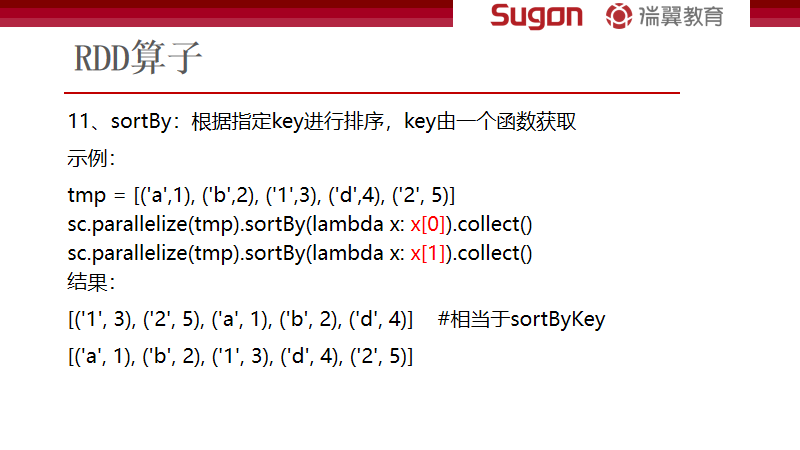 Sugon 瑞翼教育
RDD算子
11、sortBy：根据指定key进行排序，key由一个函数获取
示例：
tmp = [('a',1), ('b',2), ('1',3), ('d',4), ('2', 5)]
sc.parallelize(tmp).sortBy(lambda x: x[0]).collect()
sc.parallelize(tmp).sortBy(lambda x: x[1]).collect()
结果：
[('1', 3), ('2', 5), ('a', 1), ('b', 2), ('d', 4)] #相当于sortByKey
[('a', 1), ('b', 2), ('1', 3), ('d', 4), ('2', 5)]